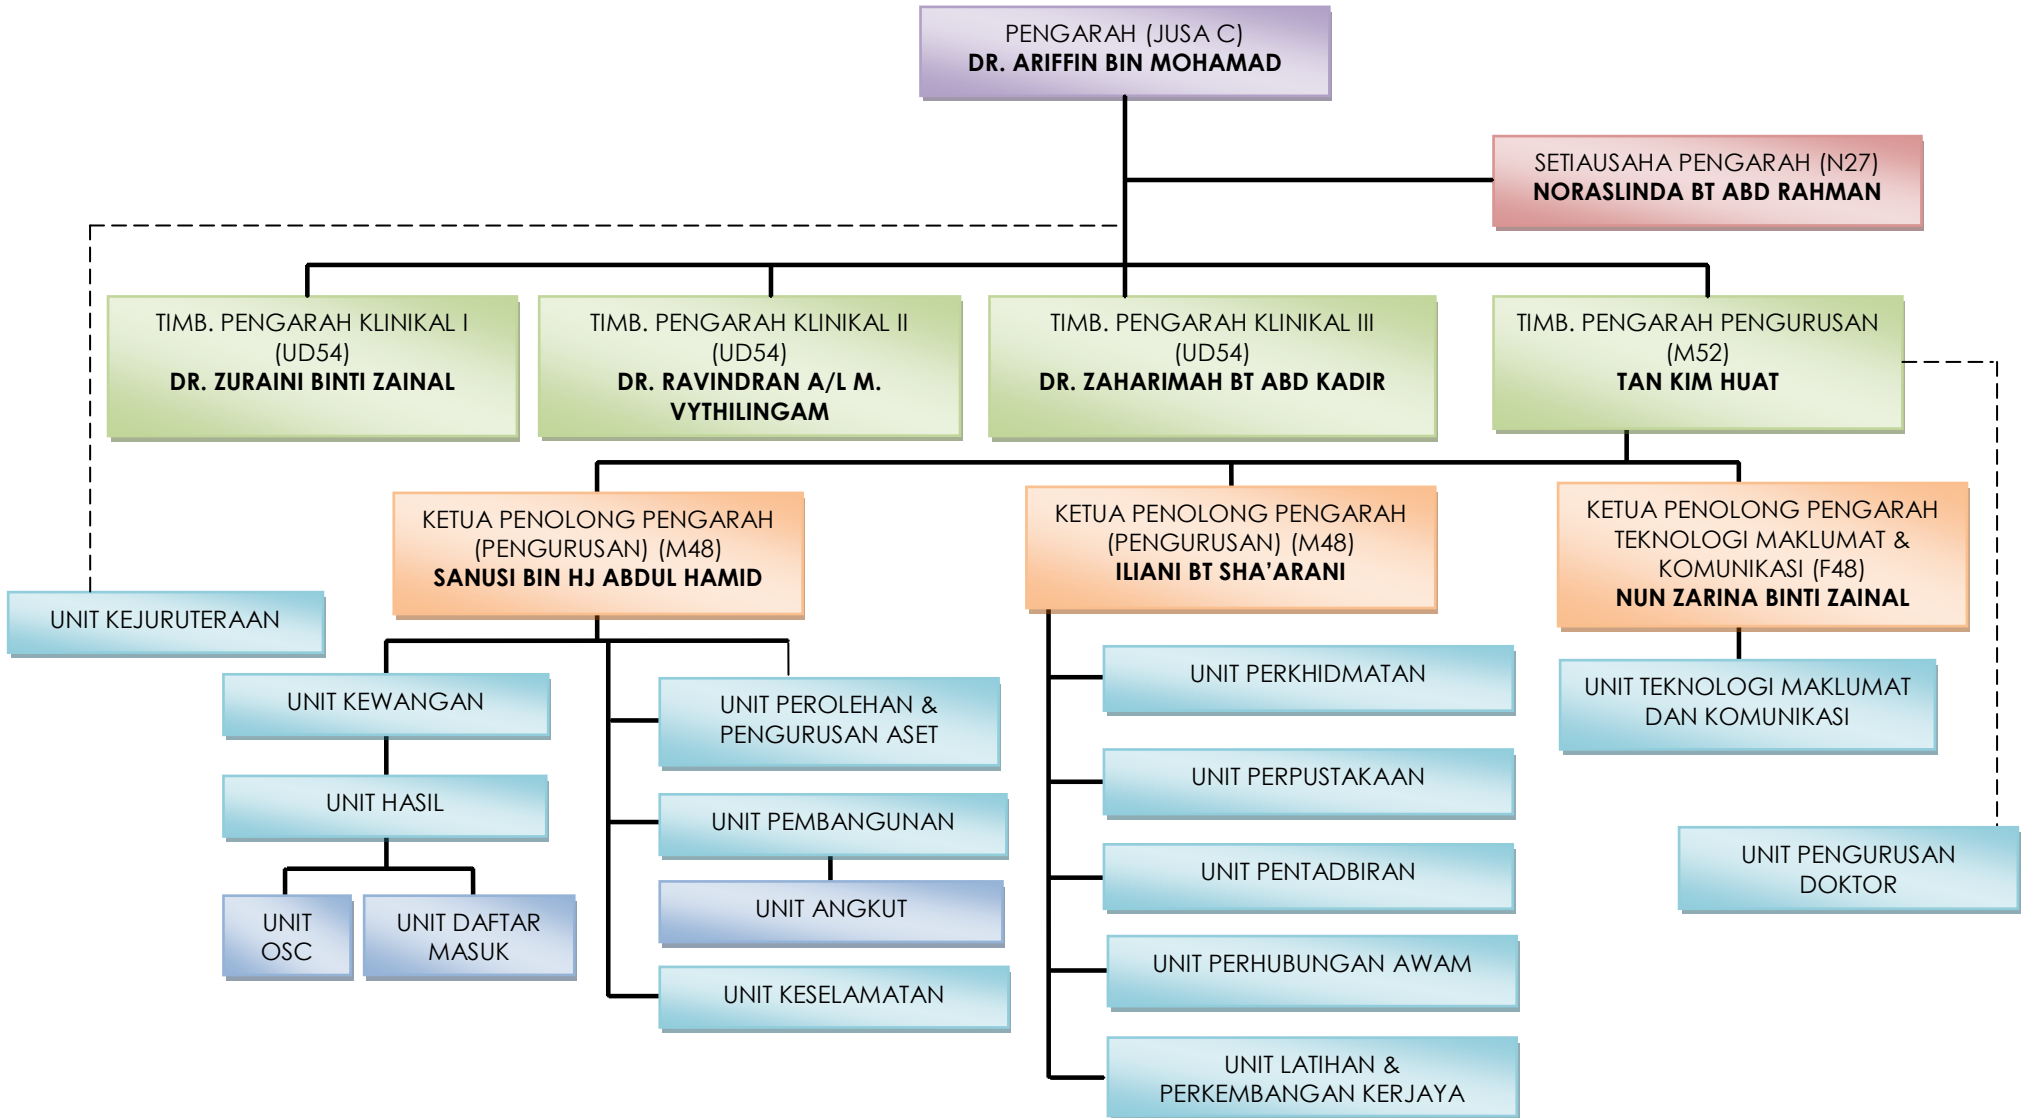 PENGARAH (JUSA C)
DR. ARIFFIN BIN MOHAMAD
SETIAUSAHA PENGARAH (N27)
NORASLINDA BT ABD RAHMAN
TIMB. PENGARAH KLINIKAL I
(UD54)
DR. ZURAINI BINTI ZAINAL
TIMB. PENGARAH KLINIKAL II
(UD54)
DR. RAVINDRAN A/L M.
VYTHILINGAM
TIMB. PENGARAH KLINIKAL III
(UD54)
DR. ZAHARIMAH BT ABD KADIR
TIMB. PENGARAH PENGURUSAN
(M52)
TAN KIM HUAT
KETUA PENOLONG PENGARAH
(PENGURUSAN) (M48)
SANUSI BIN HJ ABDUL HAMID
KETUA PENOLONG PENGARAH
(PENGURUSAN) (M48)
ILIANI BT SHA’ARANI
KETUA PENOLONG PENGARAH
TEKNOLOGI MAKLUMAT &
KOMUNIKASI (F48)
NUN ZARINA BINTI ZAINAL
UNIT KEJURUTERAAN
UNIT KEWANGAN
UNIT HASIL
UNIT
OSC
UNIT DAFTAR
MASUK
UNIT PEROLEHAN &
PENGURUSAN ASET
UNIT PEMBANGUNAN
UNIT ANGKUT
UNIT KESELAMATAN
UNIT PERKHIDMATAN
UNIT PERPUSTAKAAN
UNIT PENTADBIRAN
UNIT PERHUBUNGAN AWAM
UNIT LATIHAN &
PERKEMBANGAN KERJAYA
UNIT TEKNOLOGI MAKLUMAT
DAN KOMUNIKASI
UNIT PENGURUSAN
DOKTOR